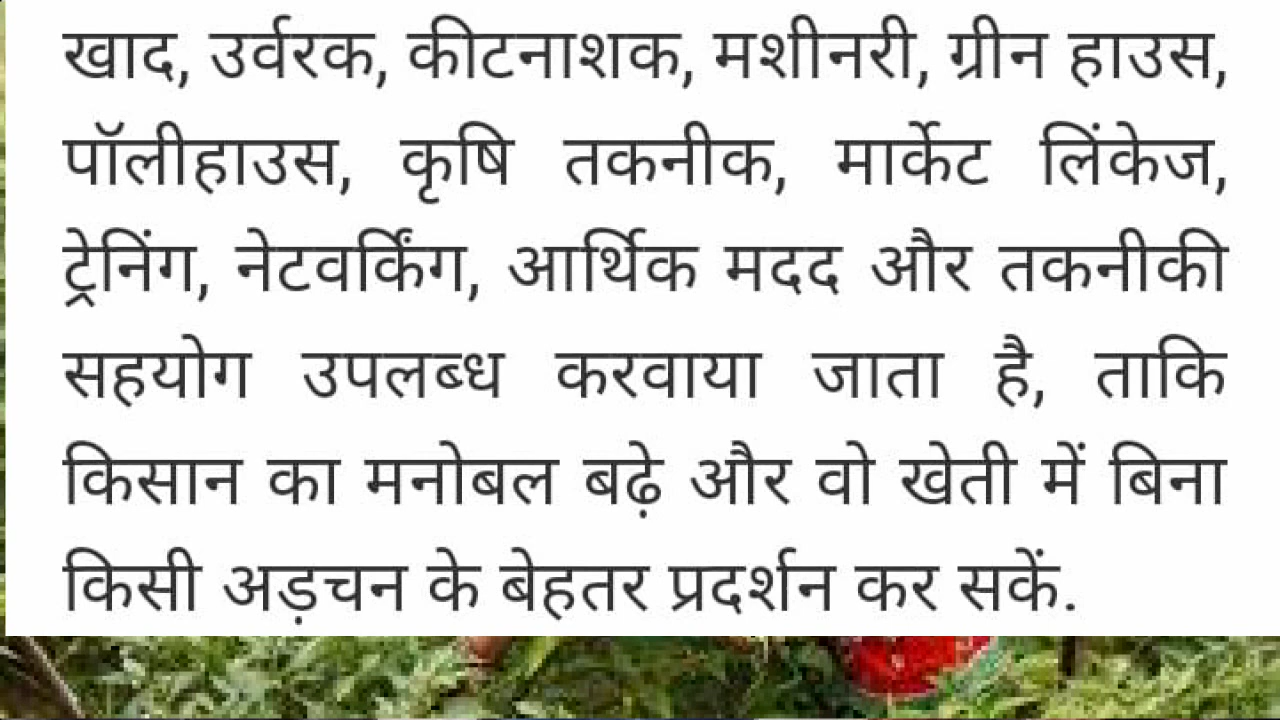 खाद, उर्वरक, कीटनाशक, मशीनरी, ग्रीन हाउस,
पॉलीहाउस, कृषि तकनीक, मार्केट लिंकेज,
ट्रेनिंग, नेटवर्किंग, आर्थिक मदद और तकनीकी
सहयोग उपलब्ध करवाया जाता है, ताकि
किसान का मनोबल बढ़े और वो खेती में बिना
किसी अड़चन के बेहतर प्रदर्शन कर सकें.